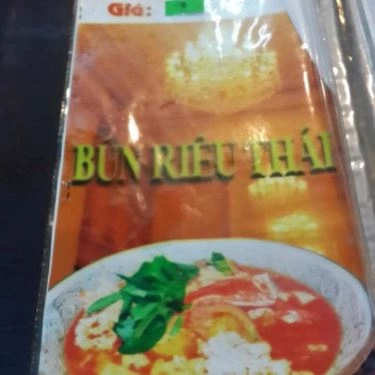 Giá:
BÚN RIÊU THÁI